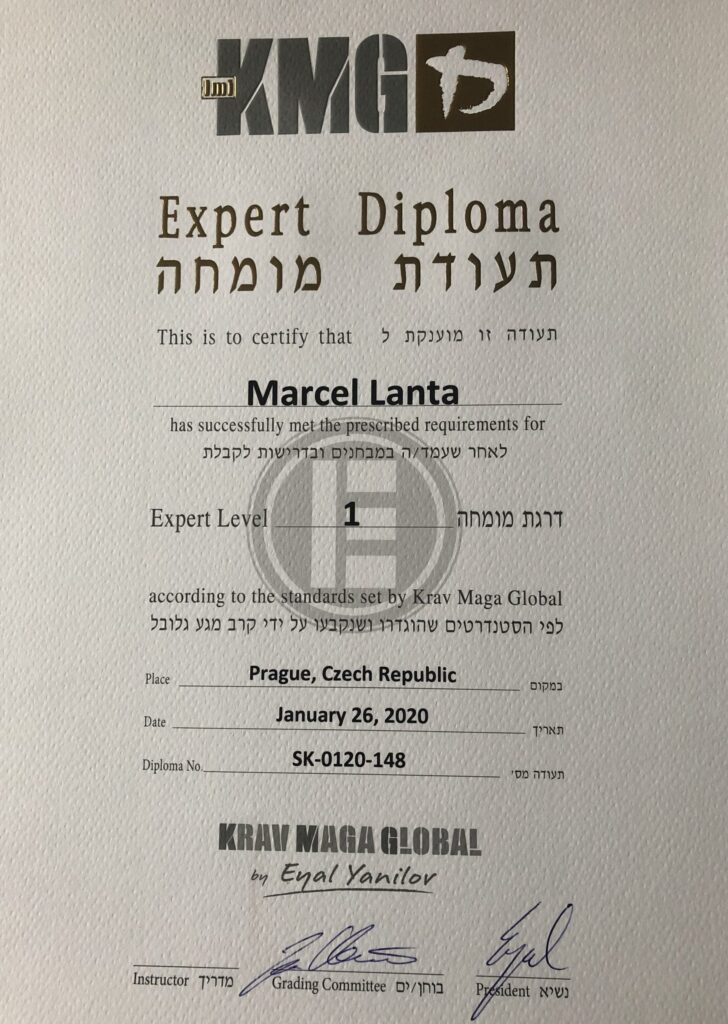 Imi KMG
Expert Diploma
תעודת מומחה
This is to certify that תעודה זו מוענקת ל
Marcel Lanta
has successfully met the prescribed requirements for
לאחר שעמד/ה במבחנים ובדרישות לקבלת
Expert Level 1 דרגת מומחה
according to the standards set by Krav Maga Global
לפי הסטנדרטים שהוגדרו ושנקבעו על ידי קרב מגע גלובל
Place Prague, Czech Republic במקום
Date January 26, 2020 תאריך
Diploma No. SK-0120-148 תעודה מס׳
KRAV MAGA GLOBAL
by Eyal Yanilov
Eyal
Instructor מדריך Grading Committee בוחן/ים President נשיא